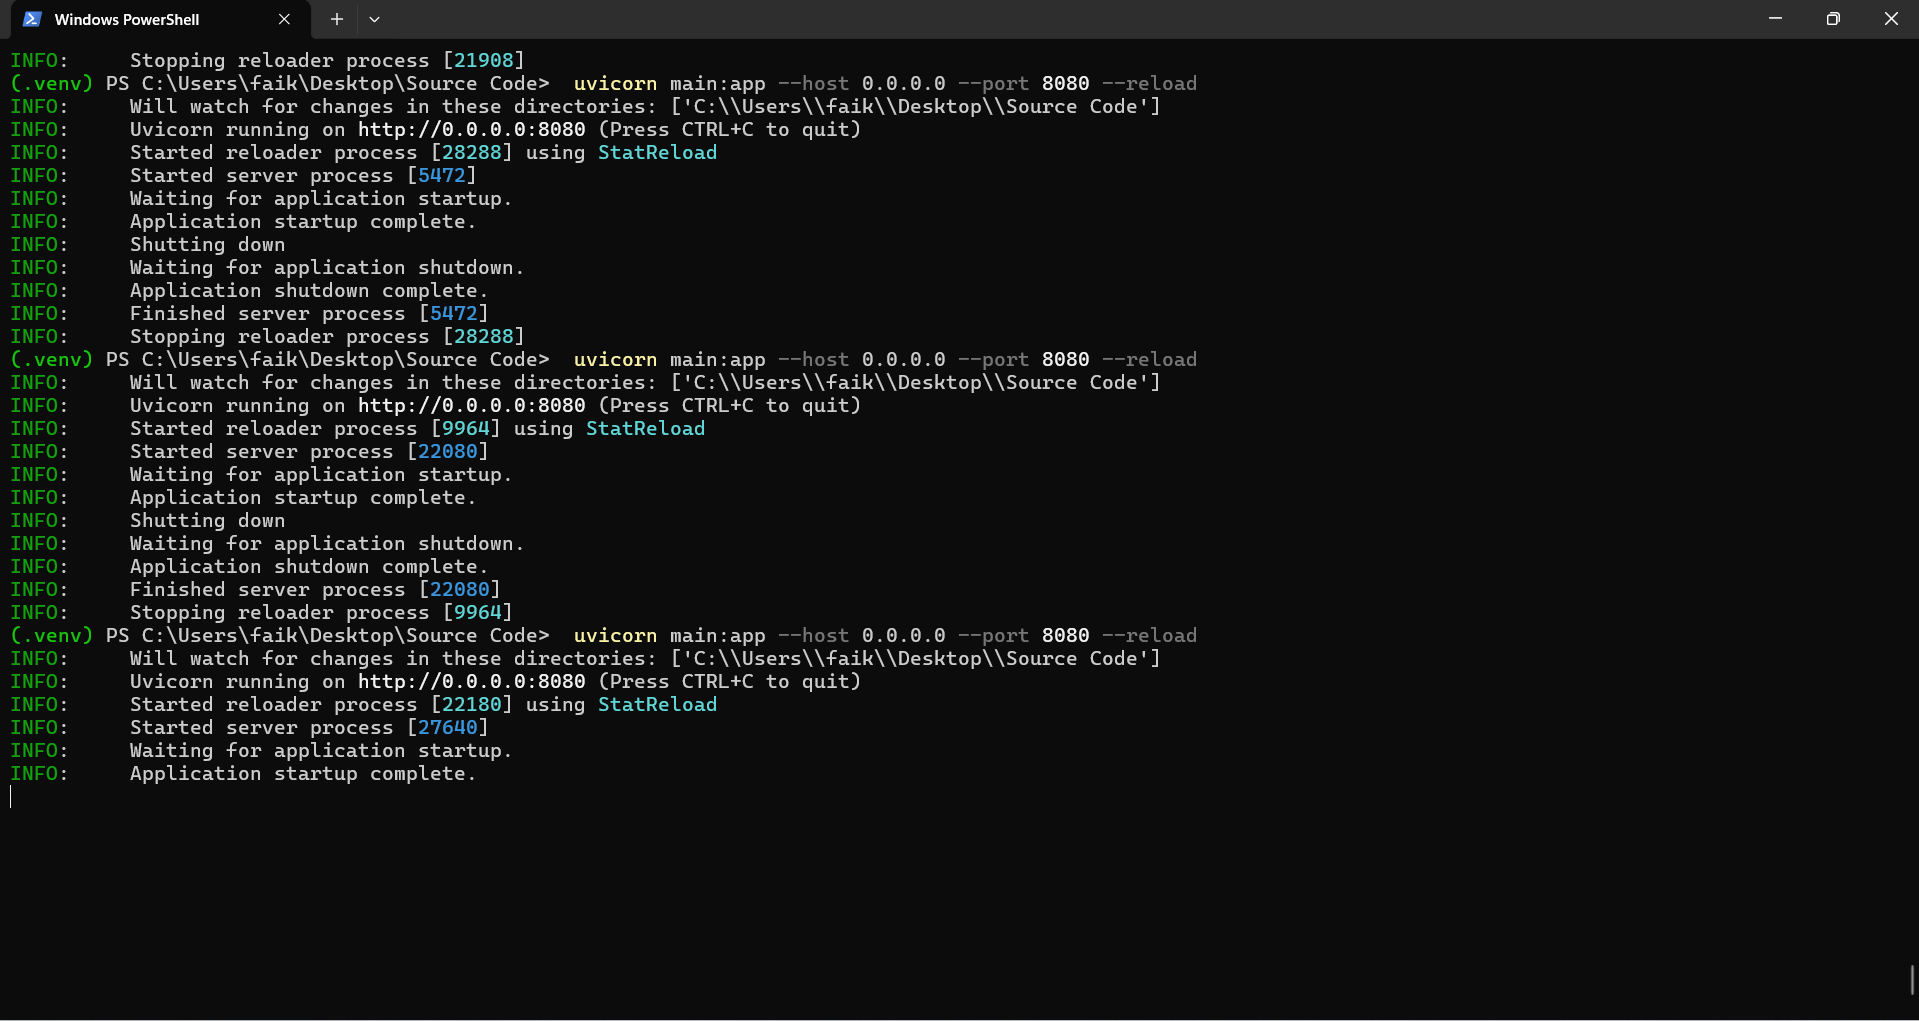 Windows PowerShell
INFO:     Stopping reloader process [21908]
(.venv) PS C:\Users\faik\Desktop\Source Code>  uvicorn main:app --host 0.0.0.0 --port 8080 --reload
INFO:     Will watch for changes in these directories: ['C:\\Users\\faik\\Desktop\\Source Code']
INFO:     Uvicorn running on http://0.0.0.0:8080 (Press CTRL+C to quit)
INFO:     Started reloader process [28288] using StatReload
INFO:     Started server process [5472]
INFO:     Waiting for application startup.
INFO:     Application startup complete.
INFO:     Shutting down
INFO:     Waiting for application shutdown.
INFO:     Application shutdown complete.
INFO:     Finished server process [5472]
INFO:     Stopping reloader process [28288]
(.venv) PS C:\Users\faik\Desktop\Source Code>  uvicorn main:app --host 0.0.0.0 --port 8080 --reload
INFO:     Will watch for changes in these directories: ['C:\\Users\\faik\\Desktop\\Source Code']
INFO:     Uvicorn running on http://0.0.0.0:8080 (Press CTRL+C to quit)
INFO:     Started reloader process [9964] using StatReload
INFO:     Started server process [22080]
INFO:     Waiting for application startup.
INFO:     Application startup complete.
INFO:     Shutting down
INFO:     Waiting for application shutdown.
INFO:     Application shutdown complete.
INFO:     Finished server process [22080]
INFO:     Stopping reloader process [9964]
(.venv) PS C:\Users\faik\Desktop\Source Code>  uvicorn main:app --host 0.0.0.0 --port 8080 --reload
INFO:     Will watch for changes in these directories: ['C:\\Users\\faik\\Desktop\\Source Code']
INFO:     Uvicorn running on http://0.0.0.0:8080 (Press CTRL+C to quit)
INFO:     Started reloader process [22180] using StatReload
INFO:     Started server process [27640]
INFO:     Waiting for application startup.
INFO:     Application startup complete.